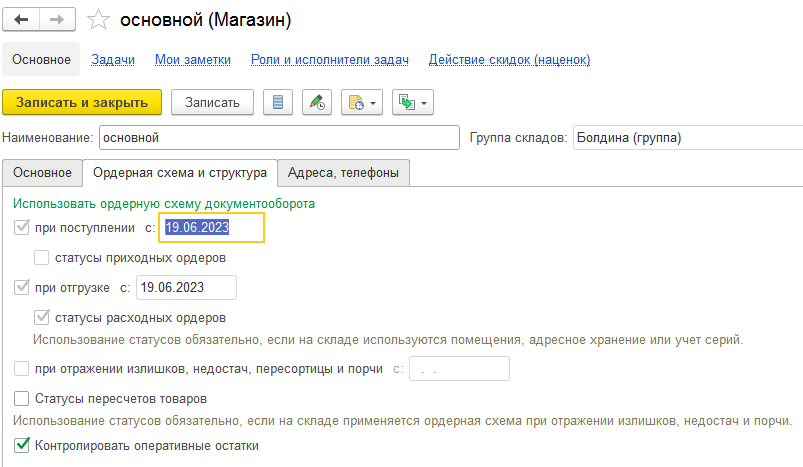 основной (Магазин)
Основное Задачи Мои заметки Роли и исполнители задач Действие скидок (наценок)
Записать и закрыть Записать
Наименование: основной Группа складов: Болдина (группа)
Основное Ордерная схема и структура Адреса, телефоны
Использовать ордерную схему документооборота
при поступлении с: 19.06.2023
статусы приходных ордеров
при отгрузке с: 19.06.2023
статусы расходных ордеров
Использование статусов обязательно, если на складе используются помещения, адресное хранение или учет серий.
при отражении излишков, недостач, пересортицы и порчи с: . .
Статусы пересчетов товаров
Использование статусов обязательно, если на складе применяется ордерная схема при отражении излишков, недостач и порчи.
Контролировать оперативные остатки